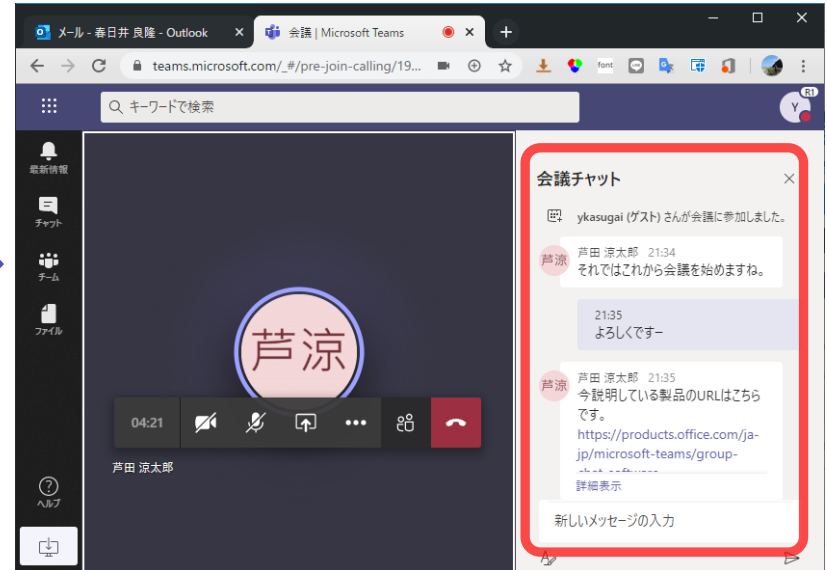 メール - 春日井 良隆 - Outlook
会議 | Microsoft Teams
teams.microsoft.com/_#/pre-join-calling/19...
font
キーワードで検索
Y
R1
最新情報
チャット
チーム
ファイル
ヘルプ
芦涼
04:21
芦田 涼太郎
会議チャット
ykasugai (ゲスト) さんが会議に参加しました。
芦涼
芦田 涼太郎 21:34
それではこれから会議を始めますね。
21:35
よろしくですー
芦涼
芦田 涼太郎 21:35
今説明している製品のURLはこちら
です。
https://products.office.com/ja-
jp/microsoft-teams/group-
chat-software
詳細表示
新しいメッセージの入力